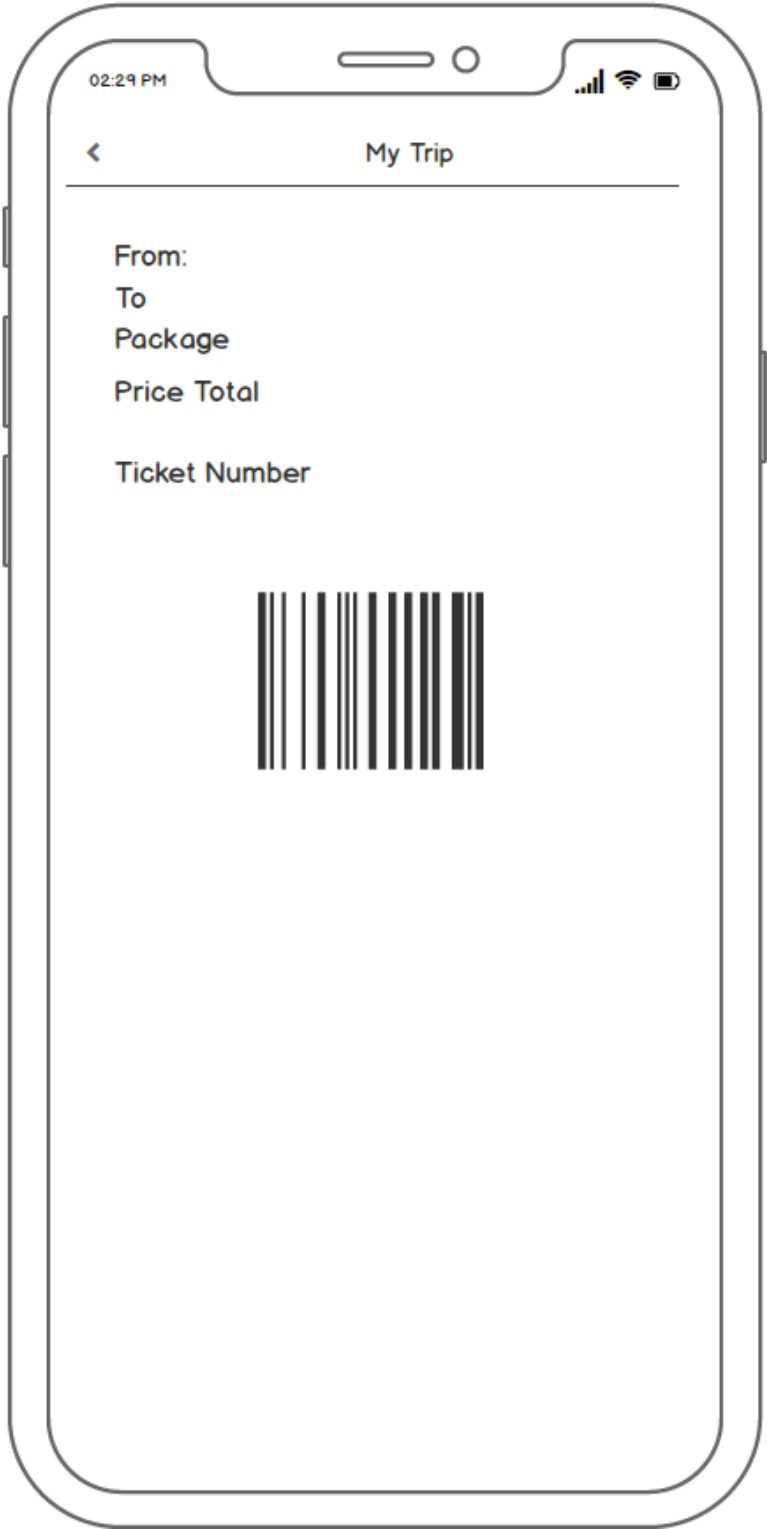 02:29 PM
My Trip
From:
To
Package
Price Total
Ticket Number